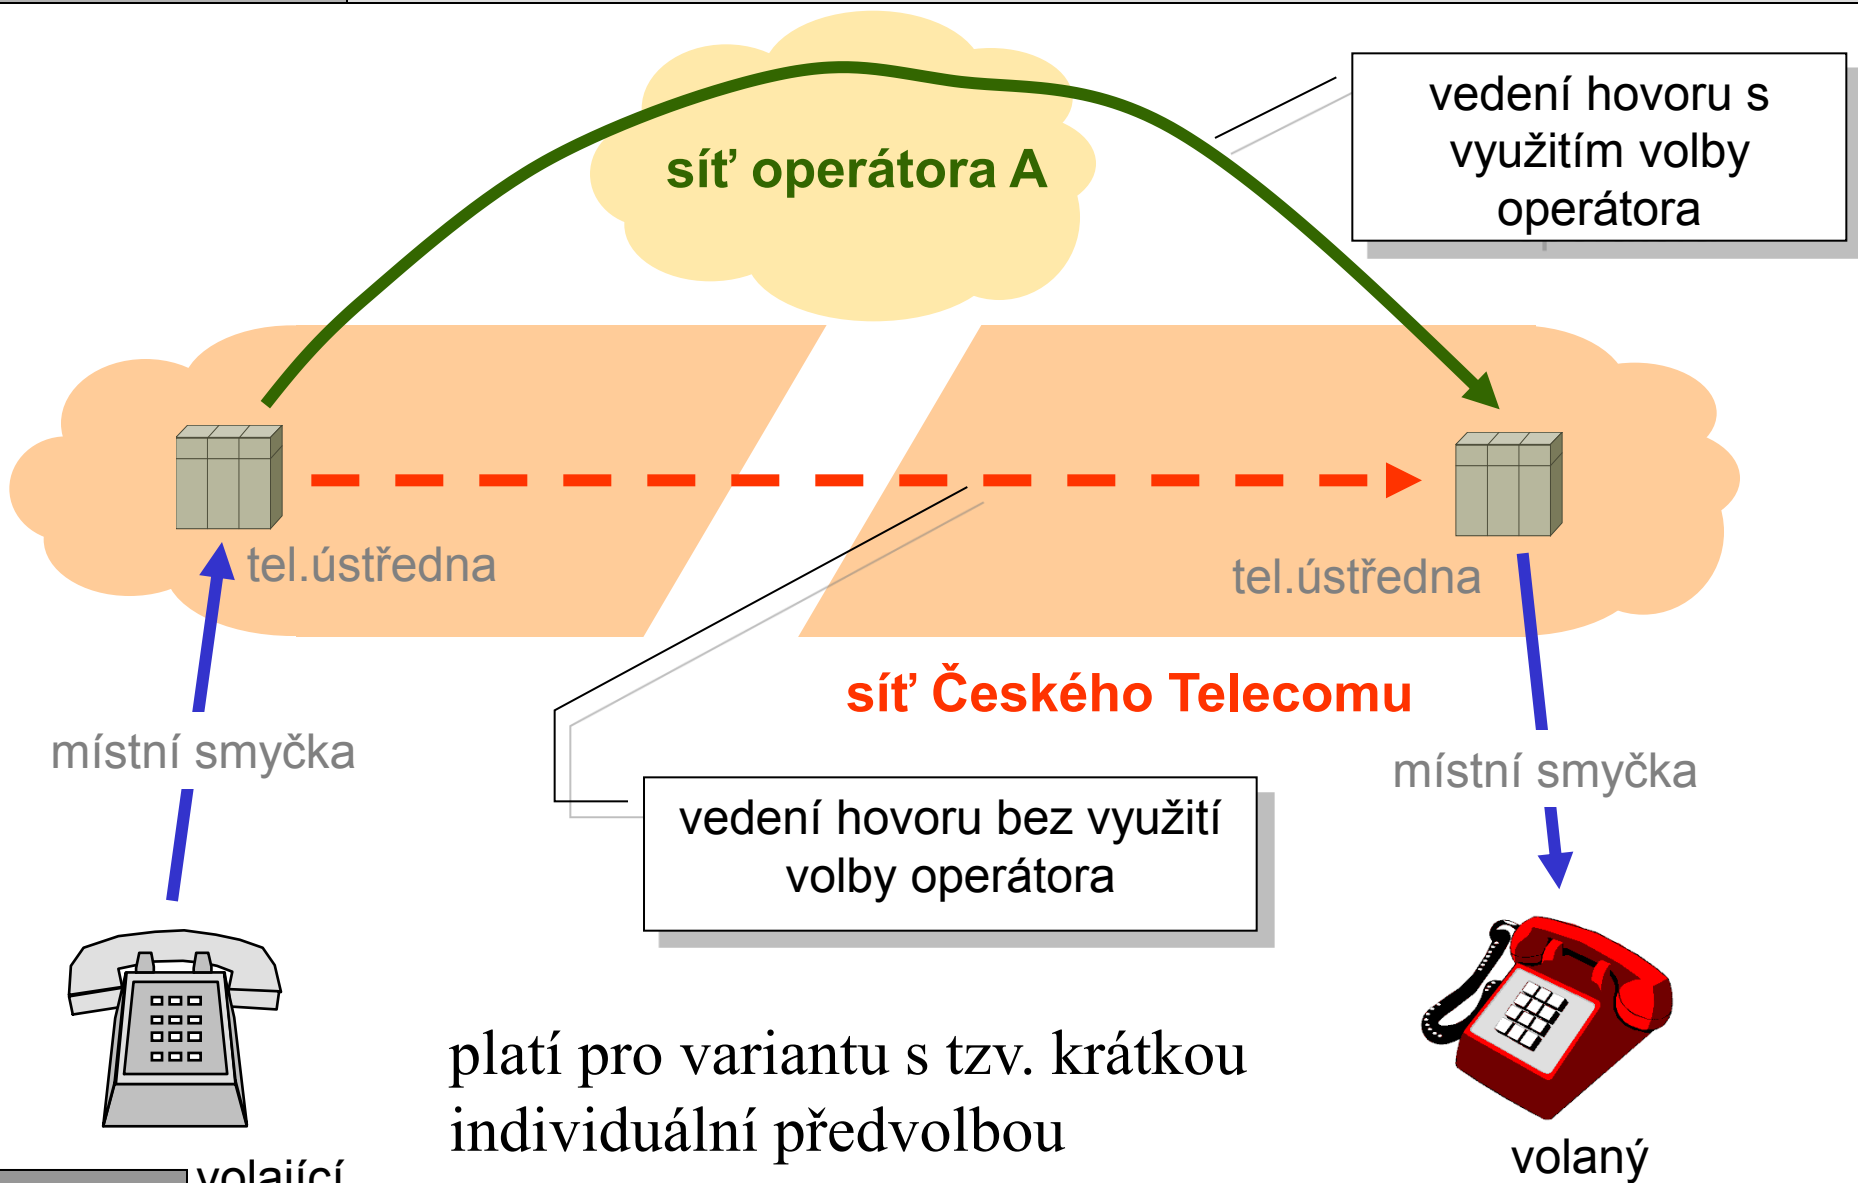 vedení hovoru s
využitím volby
operátora
síť operátora A
tel.ústředna
tel.ústředna
síť Českého Telecomu
místní smyčka
místní smyčka
vedení hovoru bez využití
volby operátora
platí pro variantu s tzv. krátkou
individuální předvolbou
volající
volaný